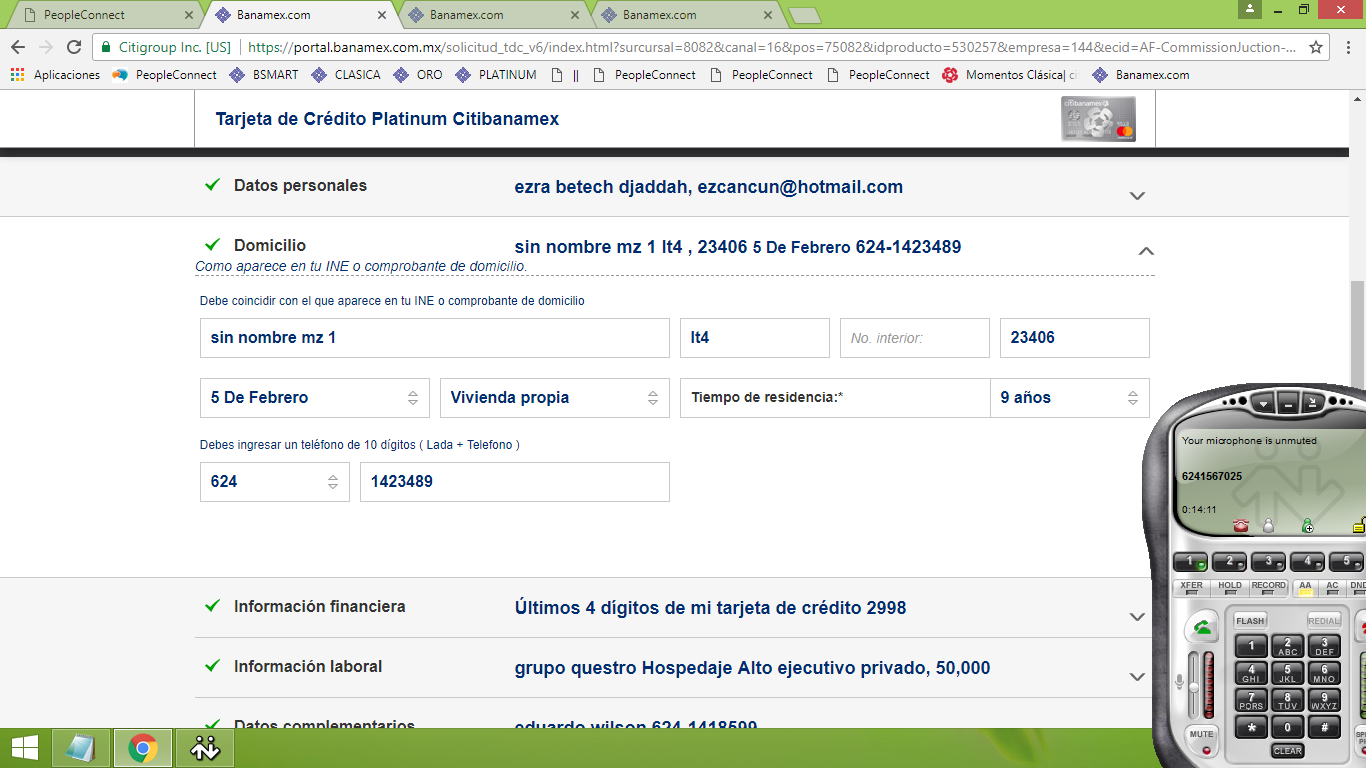 PeopleConnect
Banamex.com
Banamex.com
Banamex.com
Citigroup Inc. [US]
https://portal.banamex.com.mx/solicitud_tdc_v6/index.html?surcursal=8082&canal=16&pos=75082&idproducto=530257&empresa=144&ecid=AF-CommissionJuction-...
Aplicaciones PeopleConnect BSMART CLASICA ORO PLATINUM || PeopleConnect PeopleConnect PeopleConnect Momentos Clásica| ci Banamex.com
Tarjeta de Crédito Platinum Citibanamex
citibanamex
Datos personales ezra betech djaddah, ezcancun@hotmail.com
Domicilio sin nombre mz 1 lt4 , 23406 5 De Febrero 624-1423489
Como aparece en tu INE o comprobante de domicilio.
Debe coincidir con el que aparece en tu INE o comprobante de domicilio
sin nombre mz 1 lt4 No. interior: 23406
5 De Febrero Vivienda propia Tiempo de residencia:* 9 años
Debes ingresar un teléfono de 10 dígitos ( Lada + Telefono )
624 1423489
Información financiera Últimos 4 dígitos de mi tarjeta de crédito 2998
Información laboral grupo questro Hospedaje Alto ejecutivo privado, 50,000
Datos complementarios eduardo wilson 624-1418599
Your microphone is unmuted
6241567025
0:14:11
1 2 3 4 5
XFER HOLD RECORD AA AC DND
FLASH REDIAL
1 2 ABC 3 DEF
4 GHI 5 JKL 6 MNO
7 PQRS 8 TUV 9 WXYZ
* 0 #
MUTE
CLEAR